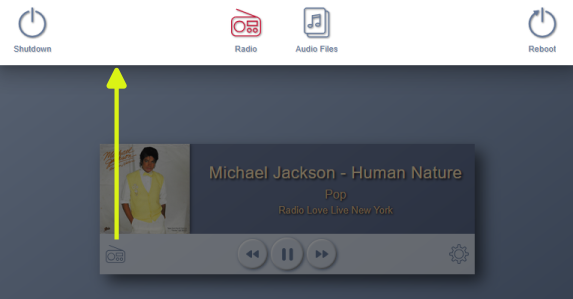 Shutdown
Radio
Audio Files
Reboot
Michael Jackson - Human Nature
Pop
Radio Love Live New York